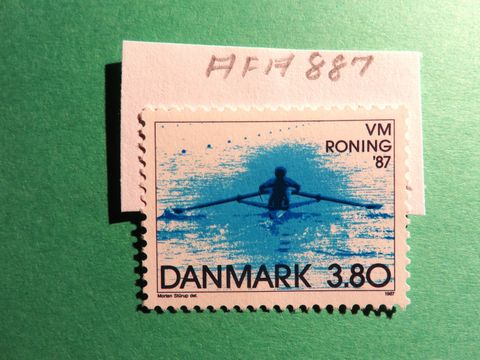 AFA 887
VM
RONING
'87
DANMARK 3.80
Morten Stürup del. 1987